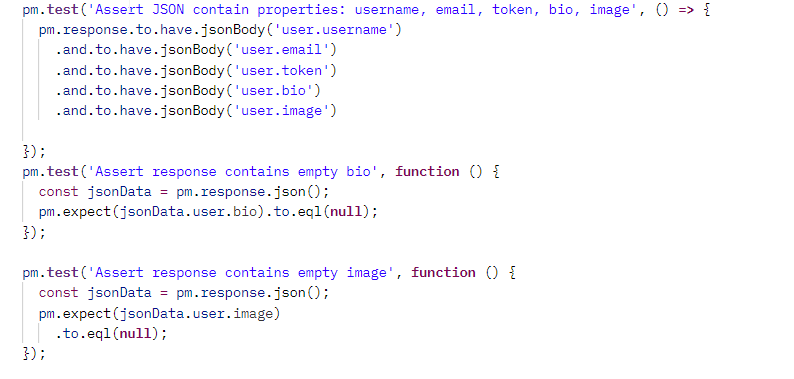 pm.test('Assert JSON contain properties: username, email, token, bio, image', () => {
  pm.response.to.have.jsonBody('user.username')
    .and.to.have.jsonBody('user.email')
    .and.to.have.jsonBody('user.token')
    .and.to.have.jsonBody('user.bio')
    .and.to.have.jsonBody('user.image')
});
pm.test('Assert response contains empty bio', function () {
  const jsonData = pm.response.json();
  pm.expect(jsonData.user.bio).to.eql(null);
});
pm.test('Assert response contains empty image', function () {
  const jsonData = pm.response.json();
  pm.expect(jsonData.user.image)
    .to.eql(null);
});